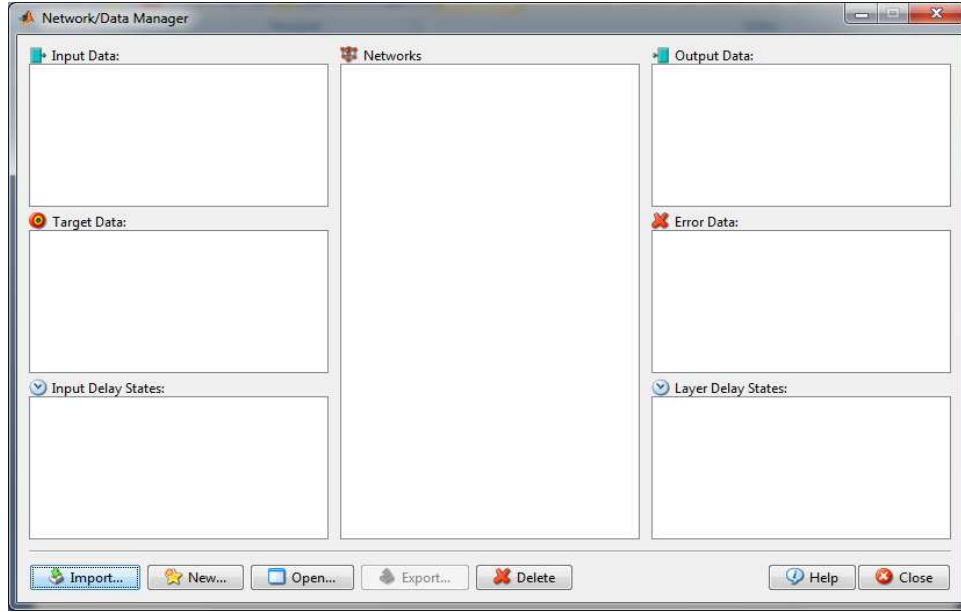 Network/Data Manager
Input Data:
Networks
Output Data:
Target Data:
Error Data:
Input Delay States:
Layer Delay States:
Import... New... Open... Export... Delete Help Close